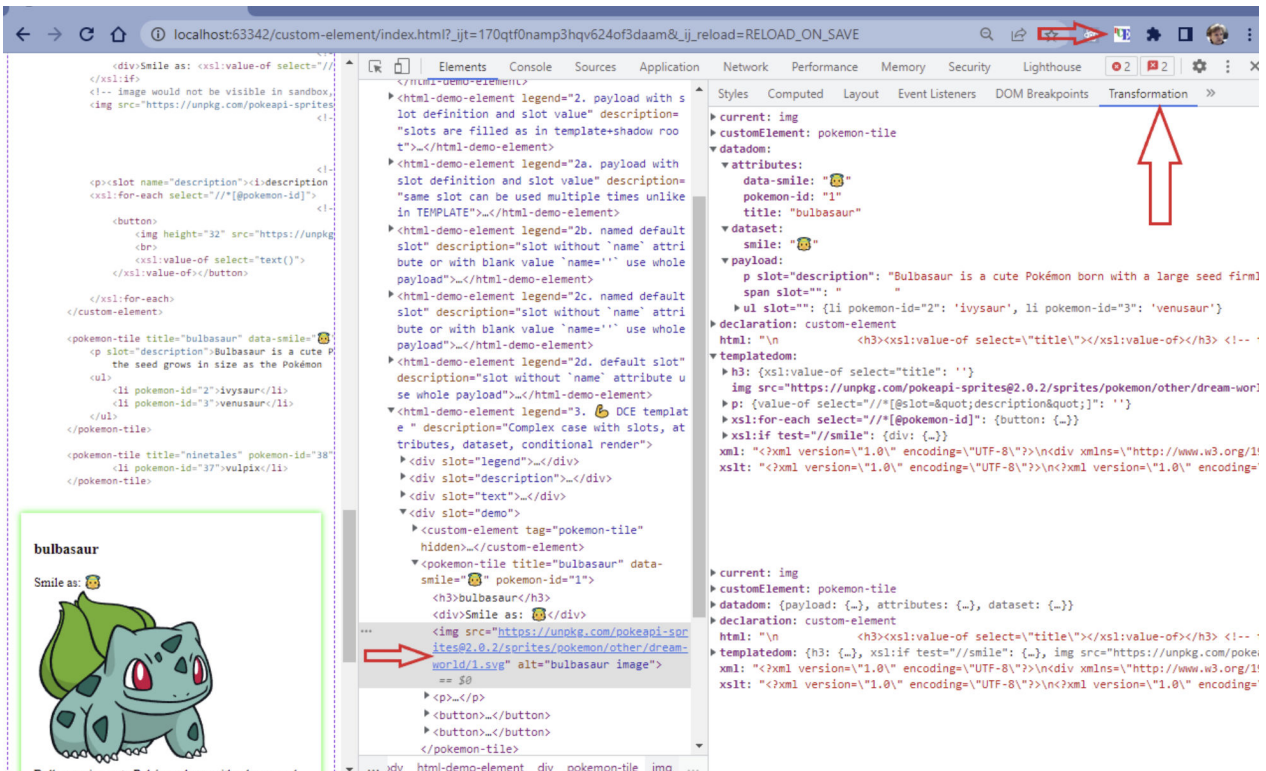 localhost:63342/custom-element/index.html?_ijt=170qtf0namp3hqv624of3daam&_ij_reload=RELOAD_ON_SAVE
<div>Smile as: <xsl:value-of select="//
</xsl:if>
<!-- image would not be visible in sandbox,
<img src="https://unpkg.com/pokeapi-sprites
<!-
<!-
<p><slot name="description"><i>description
<xsl:for-each select="//*[@pokemon-id]">
<!-
<button>
<img height="32" src="https://unpkg
<br>
<xsl:value-of select="text()">
</xsl:value-of></button>
</xsl:for-each>
</custom-element>
<pokemon-tile title="bulbasaur" data-smile="😇
<p slot="description">Bulbasaur is a cute P
the seed grows in size as the Pokémon
<ul>
<li pokemon-id="2">ivysaur</li>
<li pokemon-id="3">venusaur</li>
</ul>
</pokemon-tile>
<pokemon-tile title="ninetales" pokemon-id="38"
<li pokemon-id="37">vulpix</li>
</pokemon-tile>
bulbasaur
Smile as: 😇
Elements Console Sources Application Network Performance Memory Security Lighthouse 2 2
</html-demo-element>
<html-demo-element legend="2. payload with s
lot definition and slot value" description=
"slots are filled as in template+shadow roo
t">…</html-demo-element>
<html-demo-element legend="2a. payload with
slot definition and slot value" description=
"same slot can be used multiple times unlike
in TEMPLATE">…</html-demo-element>
<html-demo-element legend="2b. named default
slot" description="slot without `name` attri
bute or with blank value `name=''` use whole
payload">…</html-demo-element>
<html-demo-element legend="2c. named default
slot" description="slot without `name` attri
bute or with blank value `name=''` use whole
payload">…</html-demo-element>
<html-demo-element legend="2d. default slot"
description="slot without `name` attribute u
se whole payload">…</html-demo-element>
<html-demo-element legend="3. 💪 DCE templat
e " description="Complex case with slots, at
tributes, dataset, conditional render">
<div slot="legend">…</div>
<div slot="description">…</div>
<div slot="text">…</div>
<div slot="demo">
<custom-element tag="pokemon-tile"
hidden>…</custom-element>
<pokemon-tile title="bulbasaur" data-
smile="😇" pokemon-id="1">
<h3>bulbasaur</h3>
<div>Smile as: 😇</div>
<img src="https://unpkg.com/pokeapi-spr
ites@2.0.2/sprites/pokemon/other/dream-
world/1.svg" alt="bulbasaur image">
== $0
<p>…</p>
<button>…</button>
<button>…</button>
</pokemon-tile>
html-demo-element div pokemon-tile img ...
Styles Computed Layout Event Listeners DOM Breakpoints Transformation »
current: img
customElement: pokemon-tile
datadom:
attributes:
data-smile: "😇"
pokemon-id: "1"
title: "bulbasaur"
dataset:
smile: "😇"
payload:
p slot="description": "Bulbasaur is a cute Pokémon born with a large seed firml
span slot="": " "
ul slot="": {li pokemon-id="2": 'ivysaur', li pokemon-id="3": 'venusaur'}
declaration: custom-element
html: "\n <h3><xsl:value-of select=\"title\"></xsl:value-of></h3> <!--
templatedom:
h3: {xsl:value-of select="title": ''}
img src="https://unpkg.com/pokeapi-sprites@2.0.2/sprites/pokemon/other/dream-worl
p: {value-of select="//*[@slot=&quot;description&quot;]": ''}
xsl:for-each select="//*[@pokemon-id]": {button: {…}}
xsl:if test="//smile": {div: {…}}
xml: "<?xml version=\"1.0\" encoding=\"UTF-8\"?>\n<div xmlns=\"http://www.w3.org/19
xslt: "<?xml version=\"1.0\" encoding=\"UTF-8\"?>\n<?xml version=\"1.0\" encoding=\
current: img
customElement: pokemon-tile
datadom: {payload: {…}, attributes: {…}, dataset: {…}}
declaration: custom-element
html: "\n <h3><xsl:value-of select=\"title\"></xsl:value-of></h3> <!--
templatedom: {h3: {…}, xsl:if test="//smile": {…}, img src="https://unpkg.com/pokea
xml: "<?xml version=\"1.0\" encoding=\"UTF-8\"?>\n<div xmlns=\"http://www.w3.org/19
xslt: "<?xml version=\"1.0\" encoding=\"UTF-8\"?>\n<?xml version=\"1.0\" encoding=\